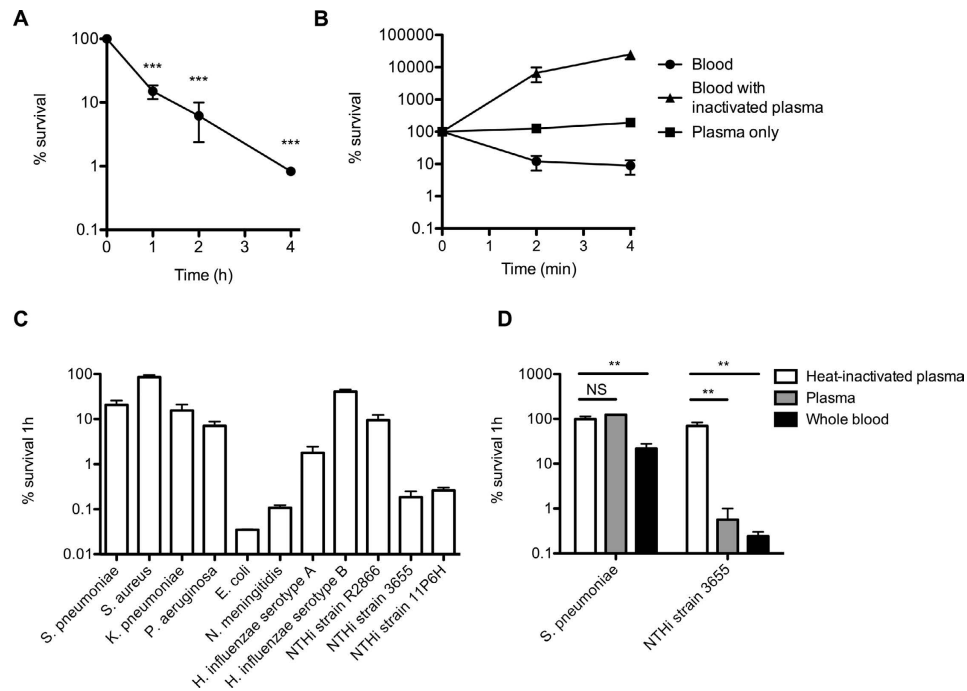 A
% survival
100
10
1
0.1
***
***
***
0
1
2
3
4
Time (h)
B
% survival
100000
10000
1000
100
10
1
0.1
0
1
2
3
4
Time (min)
Blood
Blood with
inactivated plasma
Plasma only
C
% survival 1h
100
10
1
0.1
0.01
S. pneumoniae
S. aureus
K. pneumoniae
P. aeruginosa
E. coli
N. meningitidis
H. influenzae serotype A
H. influenzae serotype B
NTHi strain R2866
NTHi strain 3655
NTHi strain 11P6H
D
% survival 1h
1000
100
10
1
0.1
**
NS
**
**
S. pneumoniae
NTHi strain 3655
Heat-inactivated plasma
Plasma
Whole blood